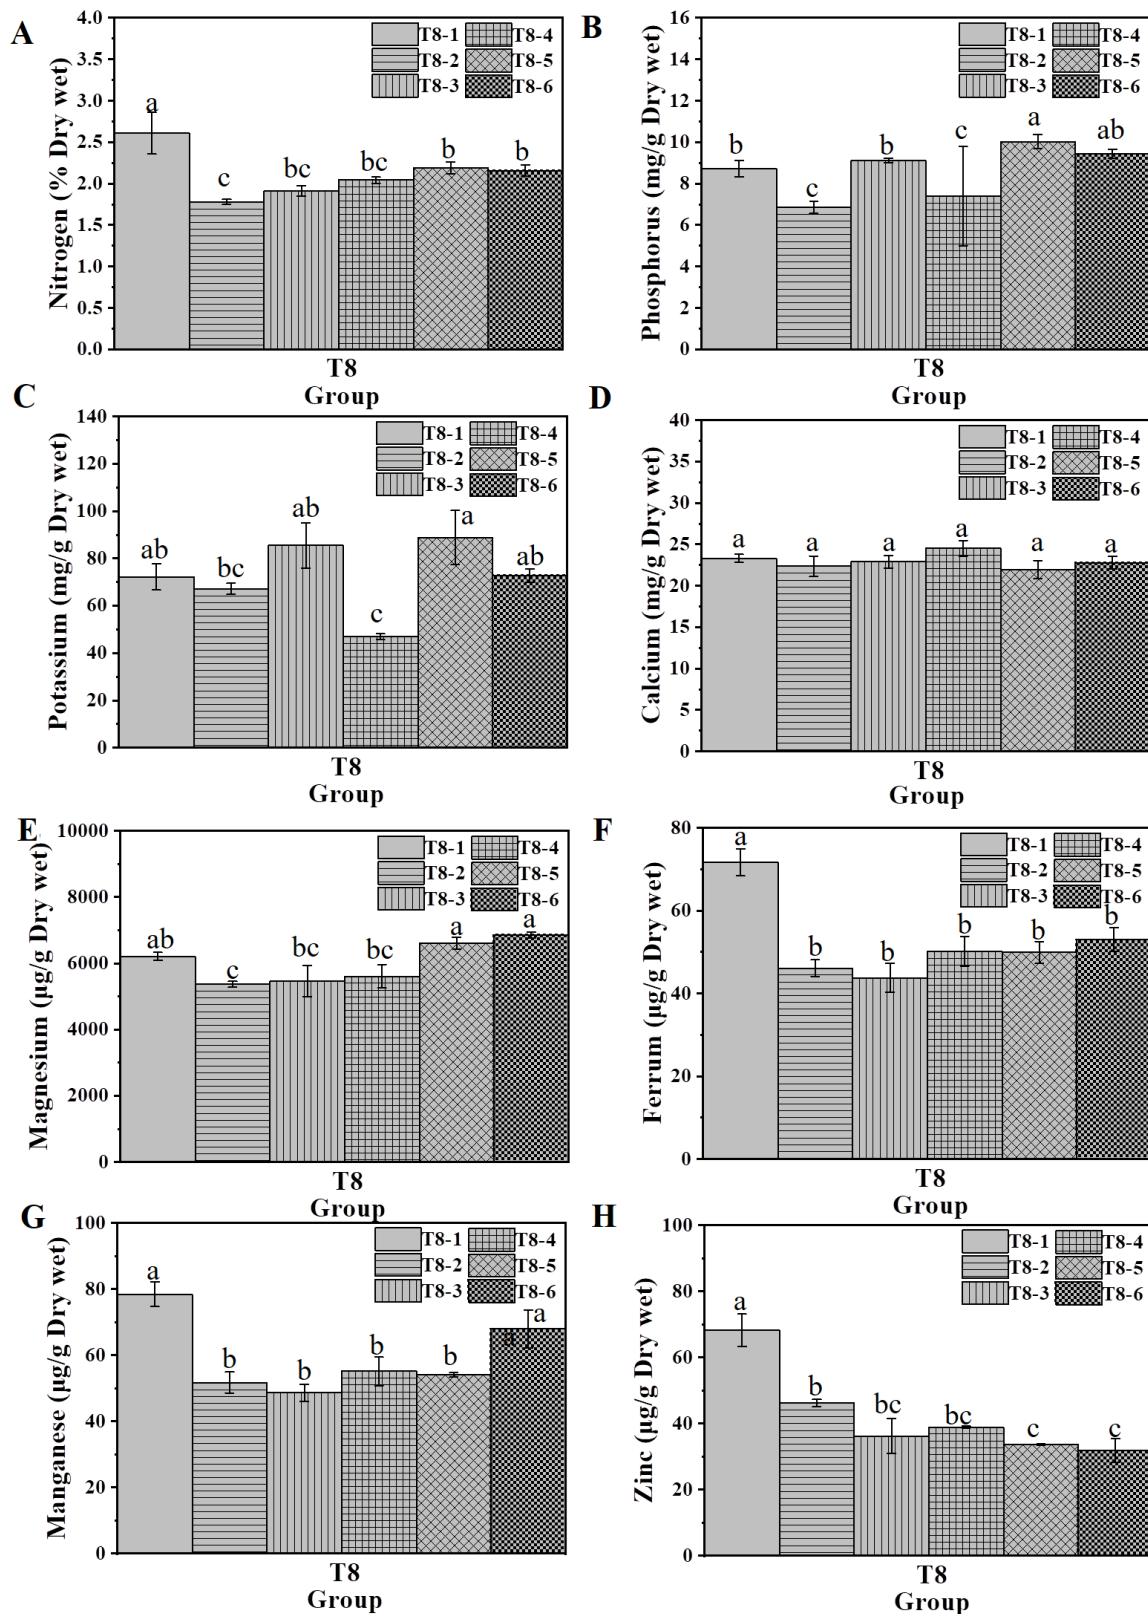 A
Nitrogen (% Dry wet)
4.0
3.5
3.0
2.5
2.0
1.5
1.0
0.5
0.0
T8-1 T8-4
T8-2 T8-5
T8-3 T8-6
a c bc bc b b
T8
Group
B
Phosphorus (mg/g Dry wet)
16
14
12
10
8
6
4
2
0
T8-1 T8-4
T8-2 T8-5
T8-3 T8-6
b c b c a ab
T8
Group
C
Potassium (mg/g Dry wet)
140
120
100
80
60
40
20
0
T8-1 T8-4
T8-2 T8-5
T8-3 T8-6
ab bc ab c a ab
T8
Group
D
Calcium (mg/g Dry wet)
40
35
30
25
20
15
10
5
0
T8-1 T8-4
T8-2 T8-5
T8-3 T8-6
a a a a a a
T8
Group
E
Magnesium (μg/g Dry wet)
10000
8000
6000
4000
2000
0
T8-1 T8-4
T8-2 T8-5
T8-3 T8-6
ab c bc bc a a
T8
Group
F
Ferrum (μg/g Dry wet)
80
60
40
20
0
T8-1 T8-4
T8-2 T8-5
T8-3 T8-6
a b b b b b
T8
Group
G
Manganese (μg/g Dry wet)
100
80
60
40
20
0
T8-1 T8-4
T8-2 T8-5
T8-3 T8-6
a b b b b a a
T8
Group
H
Zinc (μg/g Dry wet)
100
80
60
40
20
0
T8-1 T8-4
T8-2 T8-5
T8-3 T8-6
a b bc bc c c
T8
Group